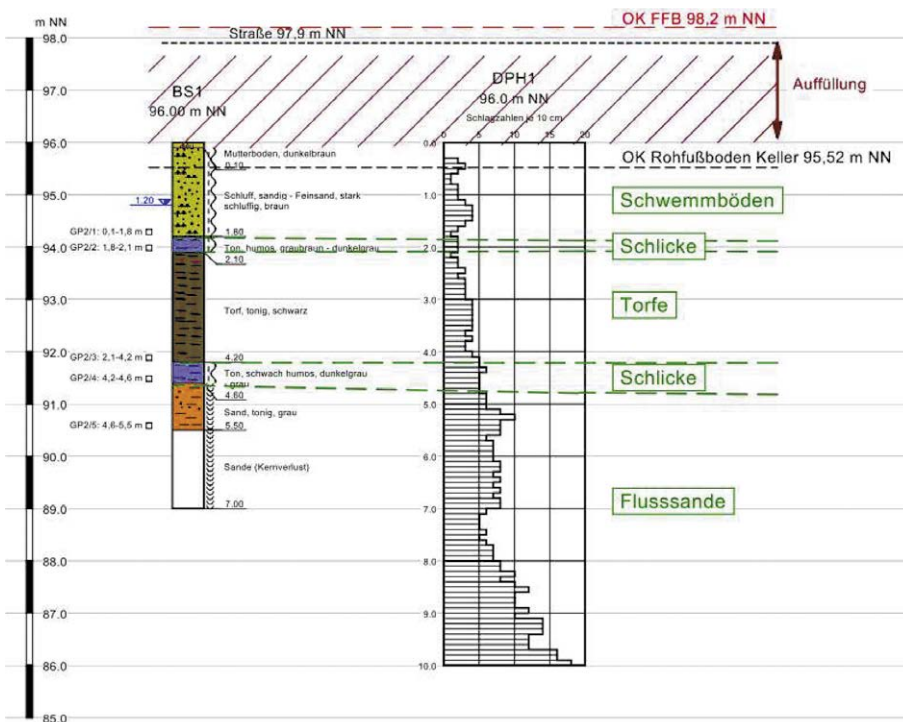 m NN
OK FFB 98,2 m NN
98.0
Straße 97,9 m NN
97.0
BS1
96.00 m NN
DPH1
96.0 m NN
Schlagzahlen je 10 cm
0 5 10 15 20
Auffüllung
96.0
0.0
Mutterboden, dunkelbraun
0.10
OK Rohfußboden Keller 95,52 m NN
95.0
1.20
Schluff, sandig - Feinsand, stark
schluffig, braun
1.0
Schwemmböden
GP2/1: 0,1-1,8 m
1.80
94.0
GP2/2: 1,8-2,1 m
Ton, humos, graubraun - dunkelgrau
2.10
2.0
Schlicke
93.0
Torf, tonig, schwarz
3.0
Torfe
92.0
GP2/3: 2,1-4,2 m
4.20
4.0
GP2/4: 4,2-4,6 m
Ton, schwach humos, dunkelgrau
- grau
4.60
Schlicke
91.0
5.0
GP2/5: 4,6-5,5 m
Sand, tonig, grau
5.50
90.0
6.0
Sande (Kernverlust)
89.0
7.00
7.0
Flusssande
88.0
8.0
87.0
9.0
86.0
10.0
85.0